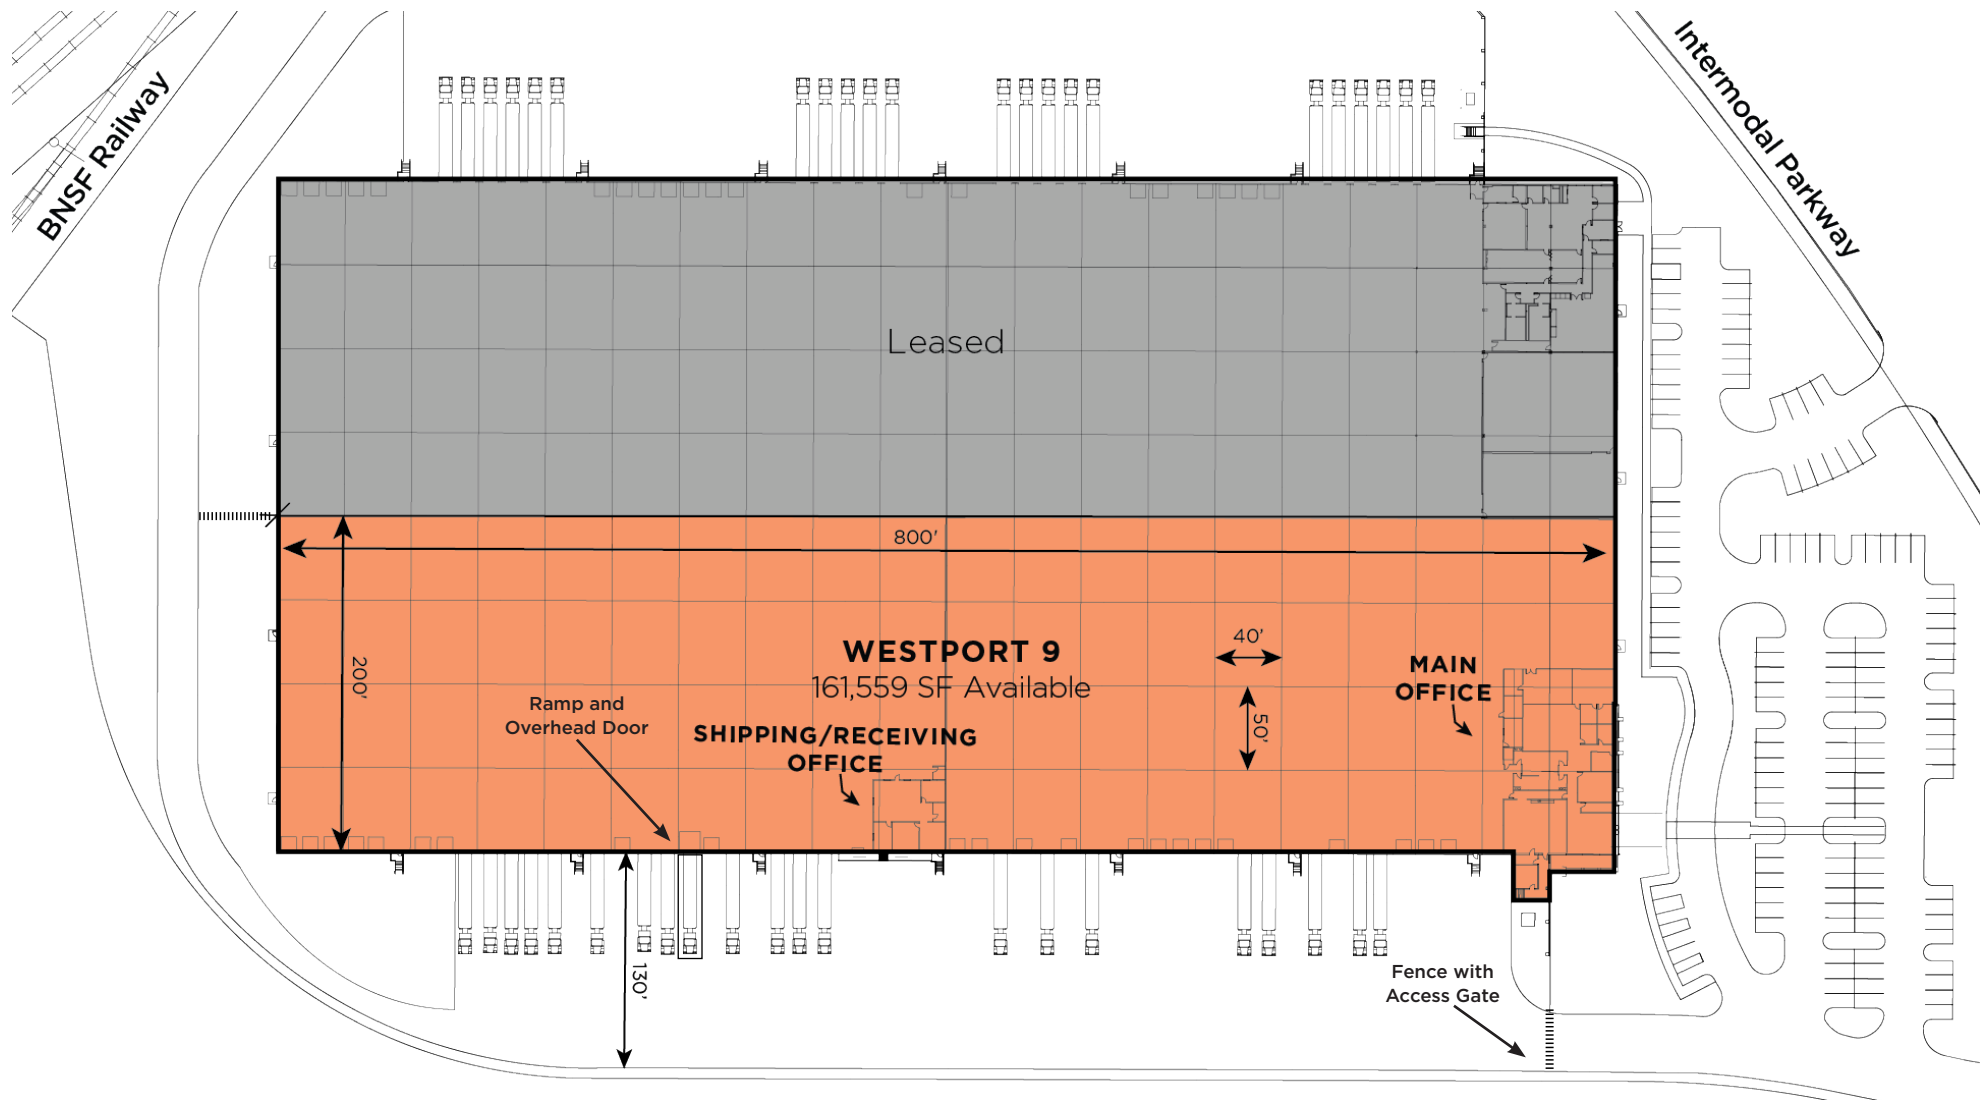 BNSF Railway
Intermodal Parkway
Leased
800'
200'
WESTPORT 9
161,559 SF Available
40'
50'
MAIN
OFFICE
Ramp and
Overhead Door
SHIPPING/RECEIVING
OFFICE
130'
Fence with
Access Gate